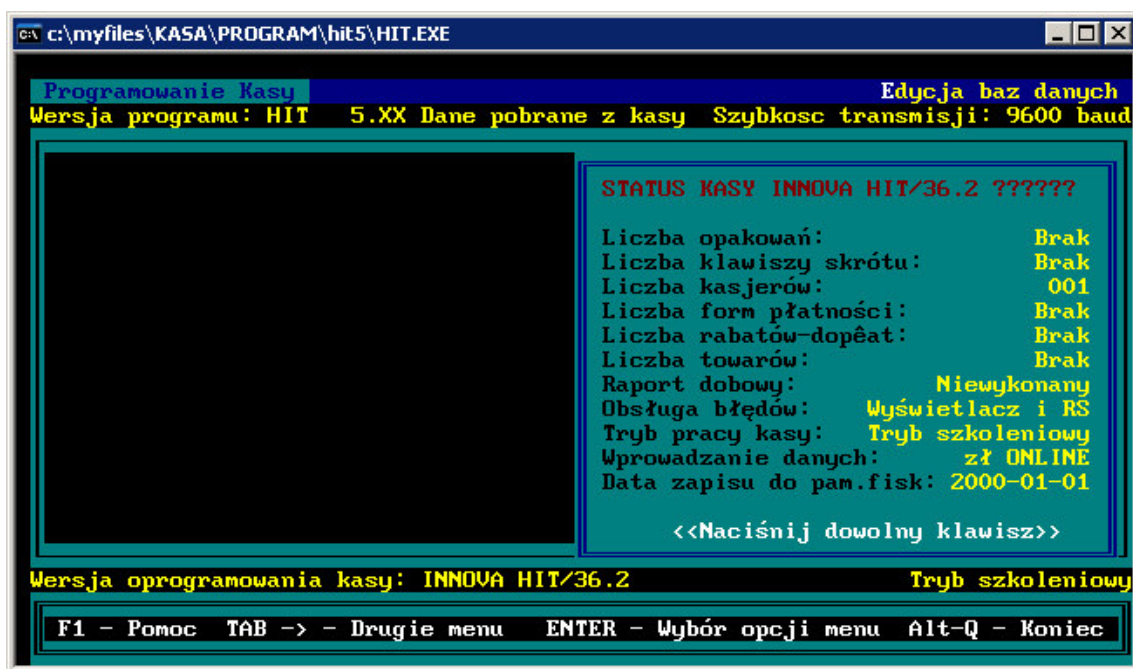 c:\myfiles\KASA\PROGRAM\hit5\HIT.EXE
Programowanie Kasy Edycja baz danych
Wersja programu: HIT 5.XX Dane pobrane z kasy Szybkosc transmisji: 9600 baud
STATUS KASY INNOVA HIT/36.2 ??????
Liczba opakowań: Brak
Liczba klawiszy skrótu: Brak
Liczba kasjerów: 001
Liczba form płatności: Brak
Liczba rabatów-dopêat: Brak
Liczba towarów: Brak
Raport dobowy: Niewykonany
Obsługa błędów: Wyświetlacz i RS
Tryb pracy kasy: Tryb szkoleniowy
Wprowadzanie danych: zł ONLINE
Data zapisu do pam.fisk: 2000-01-01
<<Naciśnij dowolny klawisz>>
Wersja oprogramowania kasy: INNOVA HIT/36.2 Tryb szkoleniowy
F1 - Pomoc TAB -> - Drugie menu ENTER - Wybór opcji menu Alt-Q - Koniec